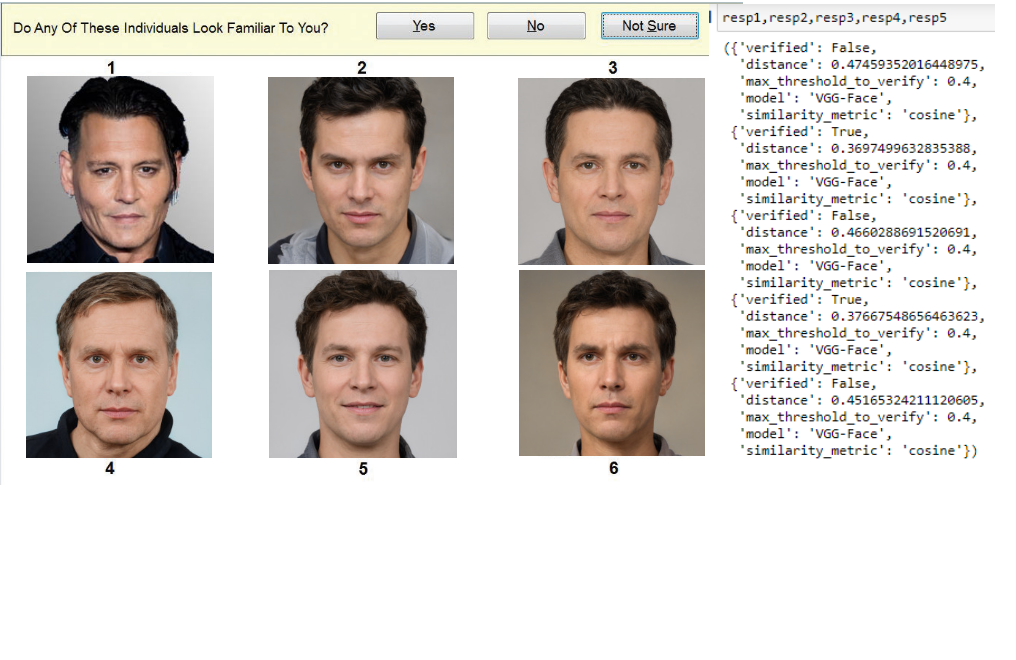 Do Any Of These Individuals Look Familiar To You?
Yes
No
Not Sure
1
2
3
4
5
6
resp1,resp2,resp3,resp4,resp5
({'verified': False,
'distance': 0.47459352016448975,
'max_threshold_to_verify': 0.4,
'model': 'VGG-Face',
'similarity_metric': 'cosine'},
{'verified': True,
'distance': 0.3697499632835388,
'max_threshold_to_verify': 0.4,
'model': 'VGG-Face',
'similarity_metric': 'cosine'},
{'verified': False,
'distance': 0.4660288691520691,
'max_threshold_to_verify': 0.4,
'model': 'VGG-Face',
'similarity_metric': 'cosine'},
{'verified': True,
'distance': 0.37667548656463623,
'max_threshold_to_verify': 0.4,
'model': 'VGG-Face',
'similarity_metric': 'cosine'},
{'verified': False,
'distance': 0.45165324211120605,
'max_threshold_to_verify': 0.4,
'model': 'VGG-Face',
'similarity_metric': 'cosine'})